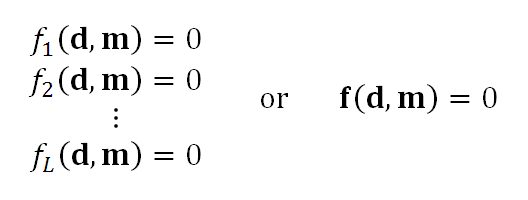 f₁(d, m) = 0
f₂(d, m) = 0
⋮
f_L(d, m) = 0
or
f(d, m) = 0